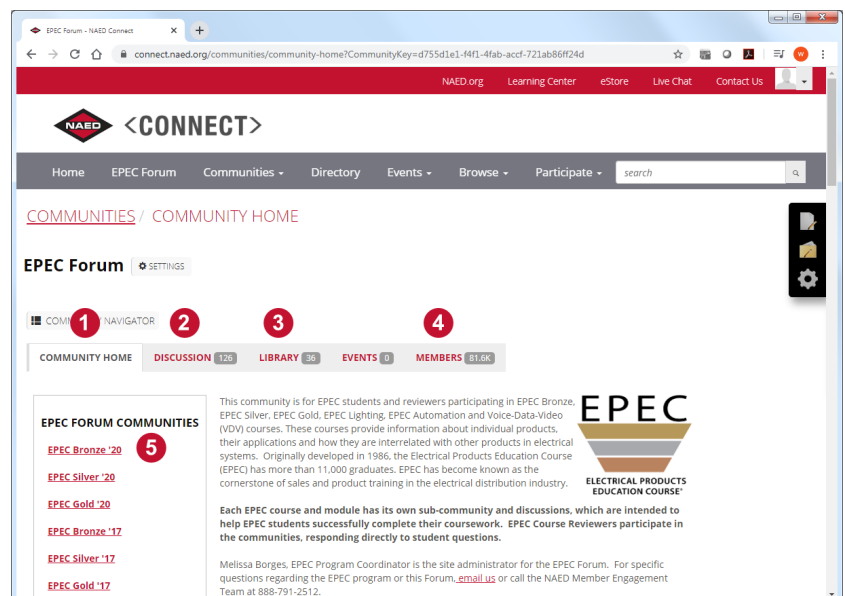 EPEC Forum - NAED Connect
connect.naed.org/communities/community-home?CommunityKey=d755d1e1-f4f1-4fab-accf-721ab86ff24d
W
NAED.org Learning Center eStore Live Chat Contact Us
NAED <CONNECT>
Home EPEC Forum Communities Directory Events Browse Participate search
COMMUNITIES / COMMUNITY HOME
EPEC Forum SETTINGS
1 2 3 4
NAVIGATOR
COMMUNITY HOME DISCUSSION 126 LIBRARY 36 EVENTS 0 MEMBERS 81.6K
EPEC FORUM COMMUNITIES
EPEC Bronze '20 5
EPEC Silver '20
EPEC Gold '20
EPEC Bronze '17
EPEC Silver '17
EPEC Gold '17
This community is for EPEC students and reviewers participating in EPEC Bronze,
EPEC Silver, EPEC Gold, EPEC Lighting, EPEC Automation and Voice-Data-Video
(VDV) courses. These courses provide information about individual products,
their applications and how they are interrelated with other products in electrical
systems. Originally developed in 1986, the Electrical Products Education Course
(EPEC) has more than 11,000 graduates. EPEC has become known as the
cornerstone of sales and product training in the electrical distribution industry.
EPEC
ELECTRICAL PRODUCTS
EDUCATION COURSE
Each EPEC course and module has its own sub-community and discussions, which are intended to
help EPEC students successfully complete their coursework. EPEC Course Reviewers participate in
the communities, responding directly to student questions.
Melissa Borges, EPEC Program Coordinator is the site administrator for the EPEC Forum. For specific
questions regarding the EPEC program or this Forum, email us or call the NAED Member Engagement
Team at 888-791-2512.